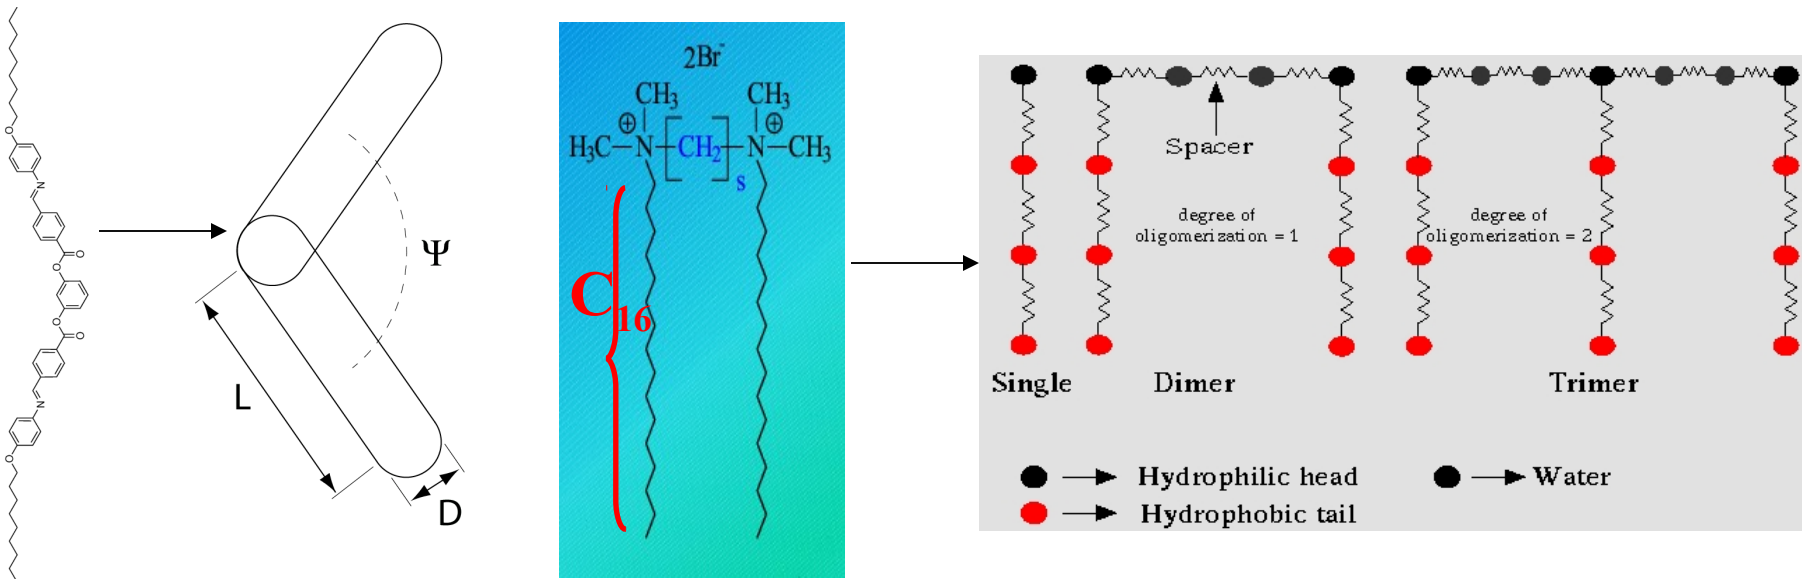 O
N
O
O
O
O
N
O
Ψ
L
D
2Br⁻
CH₃ CH₃
⊕ ⊕
H₃C–N–[CH₂]ₛ–N–CH₃
C₁₆
Spacer
degree of
oligomerization = 1
degree of
oligomerization = 2
Single Dimer Trimer
Hydrophilic head
Water
Hydrophobic tail